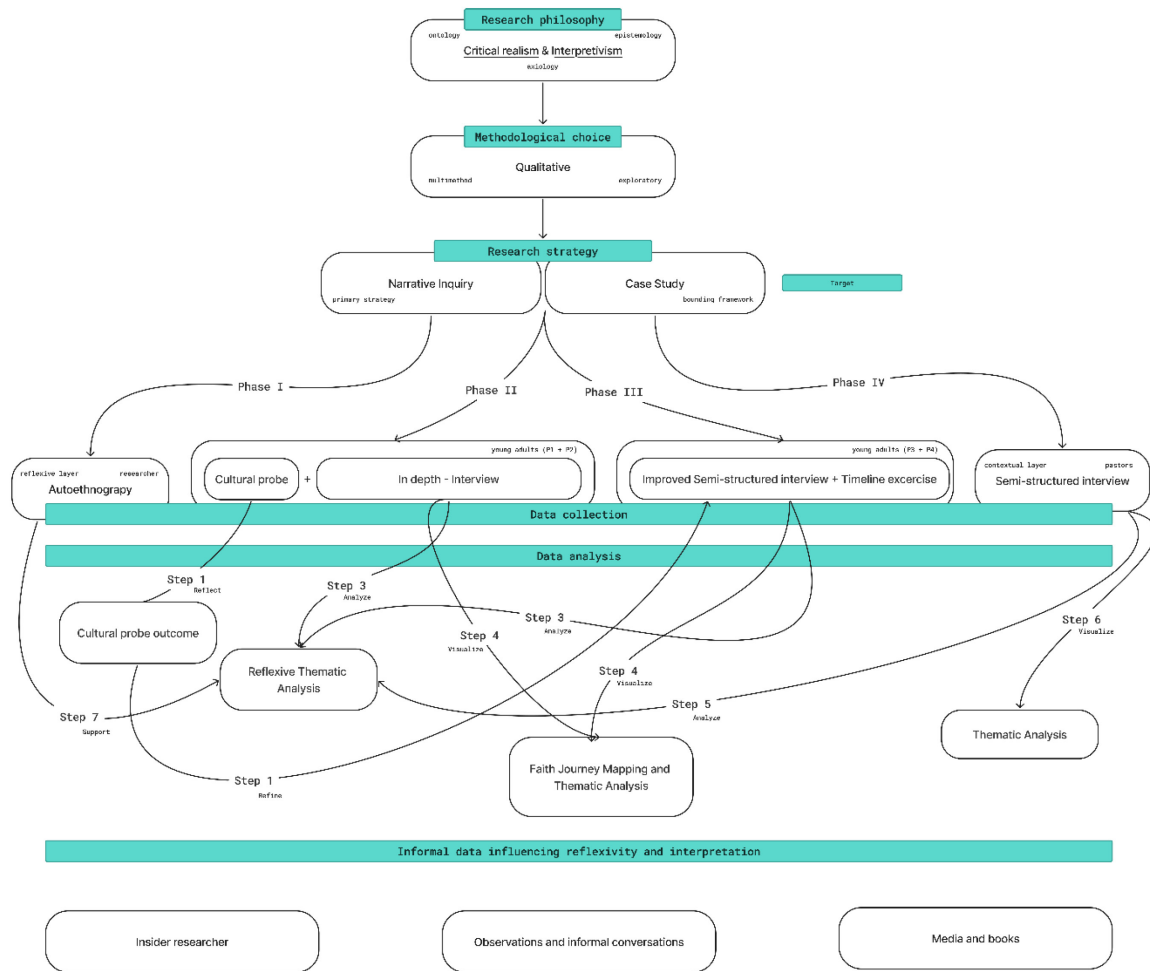 Research philosophy
ontology
epistemology
Critical realism & Interpretivism
axiology
Methodological choice
Qualitative
multimethod
exploratory
Research strategy
Narrative Inquiry
primary strategy
Case Study
bounding framework
Target
Phase I
Phase II
Phase III
Phase IV
reflexive layer
researcher
Autoethnograpy
young adults (P1 + P2)
Cultural probe
+
In depth - Interview
young adults (P3 + P4)
Improved Semi-structured interview + Timeline excercise
contextual layer
pastors
Semi-structured interview
Data collection
Data analysis
Step 1
Reflect
Step 3
Analyze
Step 3
Analyze
Step 4
Visualize
Step 4
Visualize
Step 6
Visualize
Cultural probe outcome
Reflexive Thematic
Analysis
Step 5
Analyze
Step 7
Support
Thematic Analysis
Step 1
Refine
Faith Journey Mapping and
Thematic Analysis
Informal data influencing reflexivity and interpretation
Insider researcher
Observations and informal conversations
Media and books